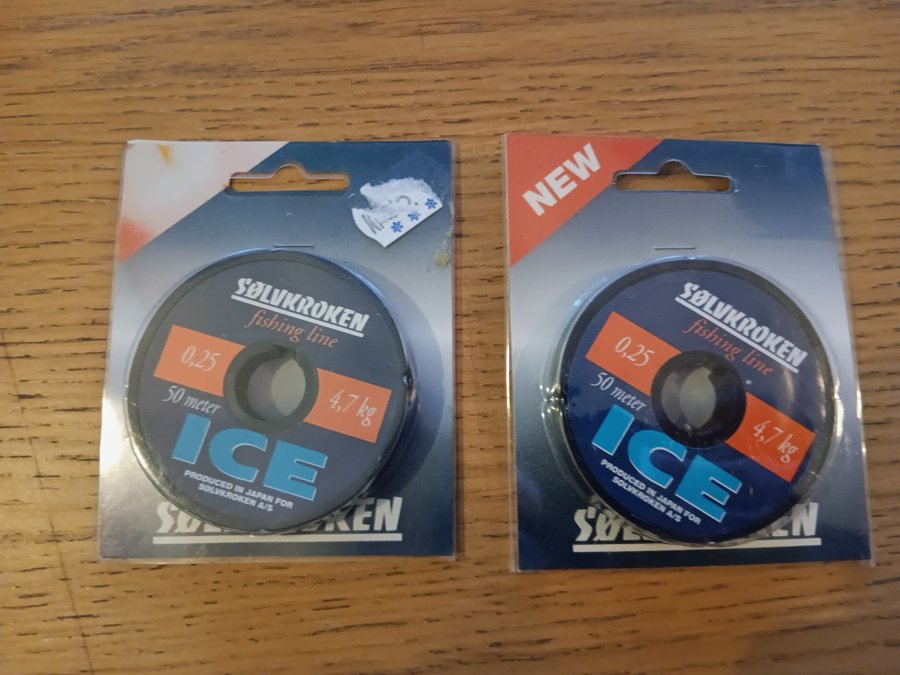 SØLVKROKEN
fishing line
0,25
4,7 kg
50 meter
ICE
PRODUCED IN JAPAN FOR
SØLVKROKEN A/S
SØLVKROKEN
NEW
SØLVKROKEN
fishing line
0,25
4,7 kg
50 meter
ICE
PRODUCED IN JAPAN FOR
SØLVKROKEN A/S
SØLVKROKEN